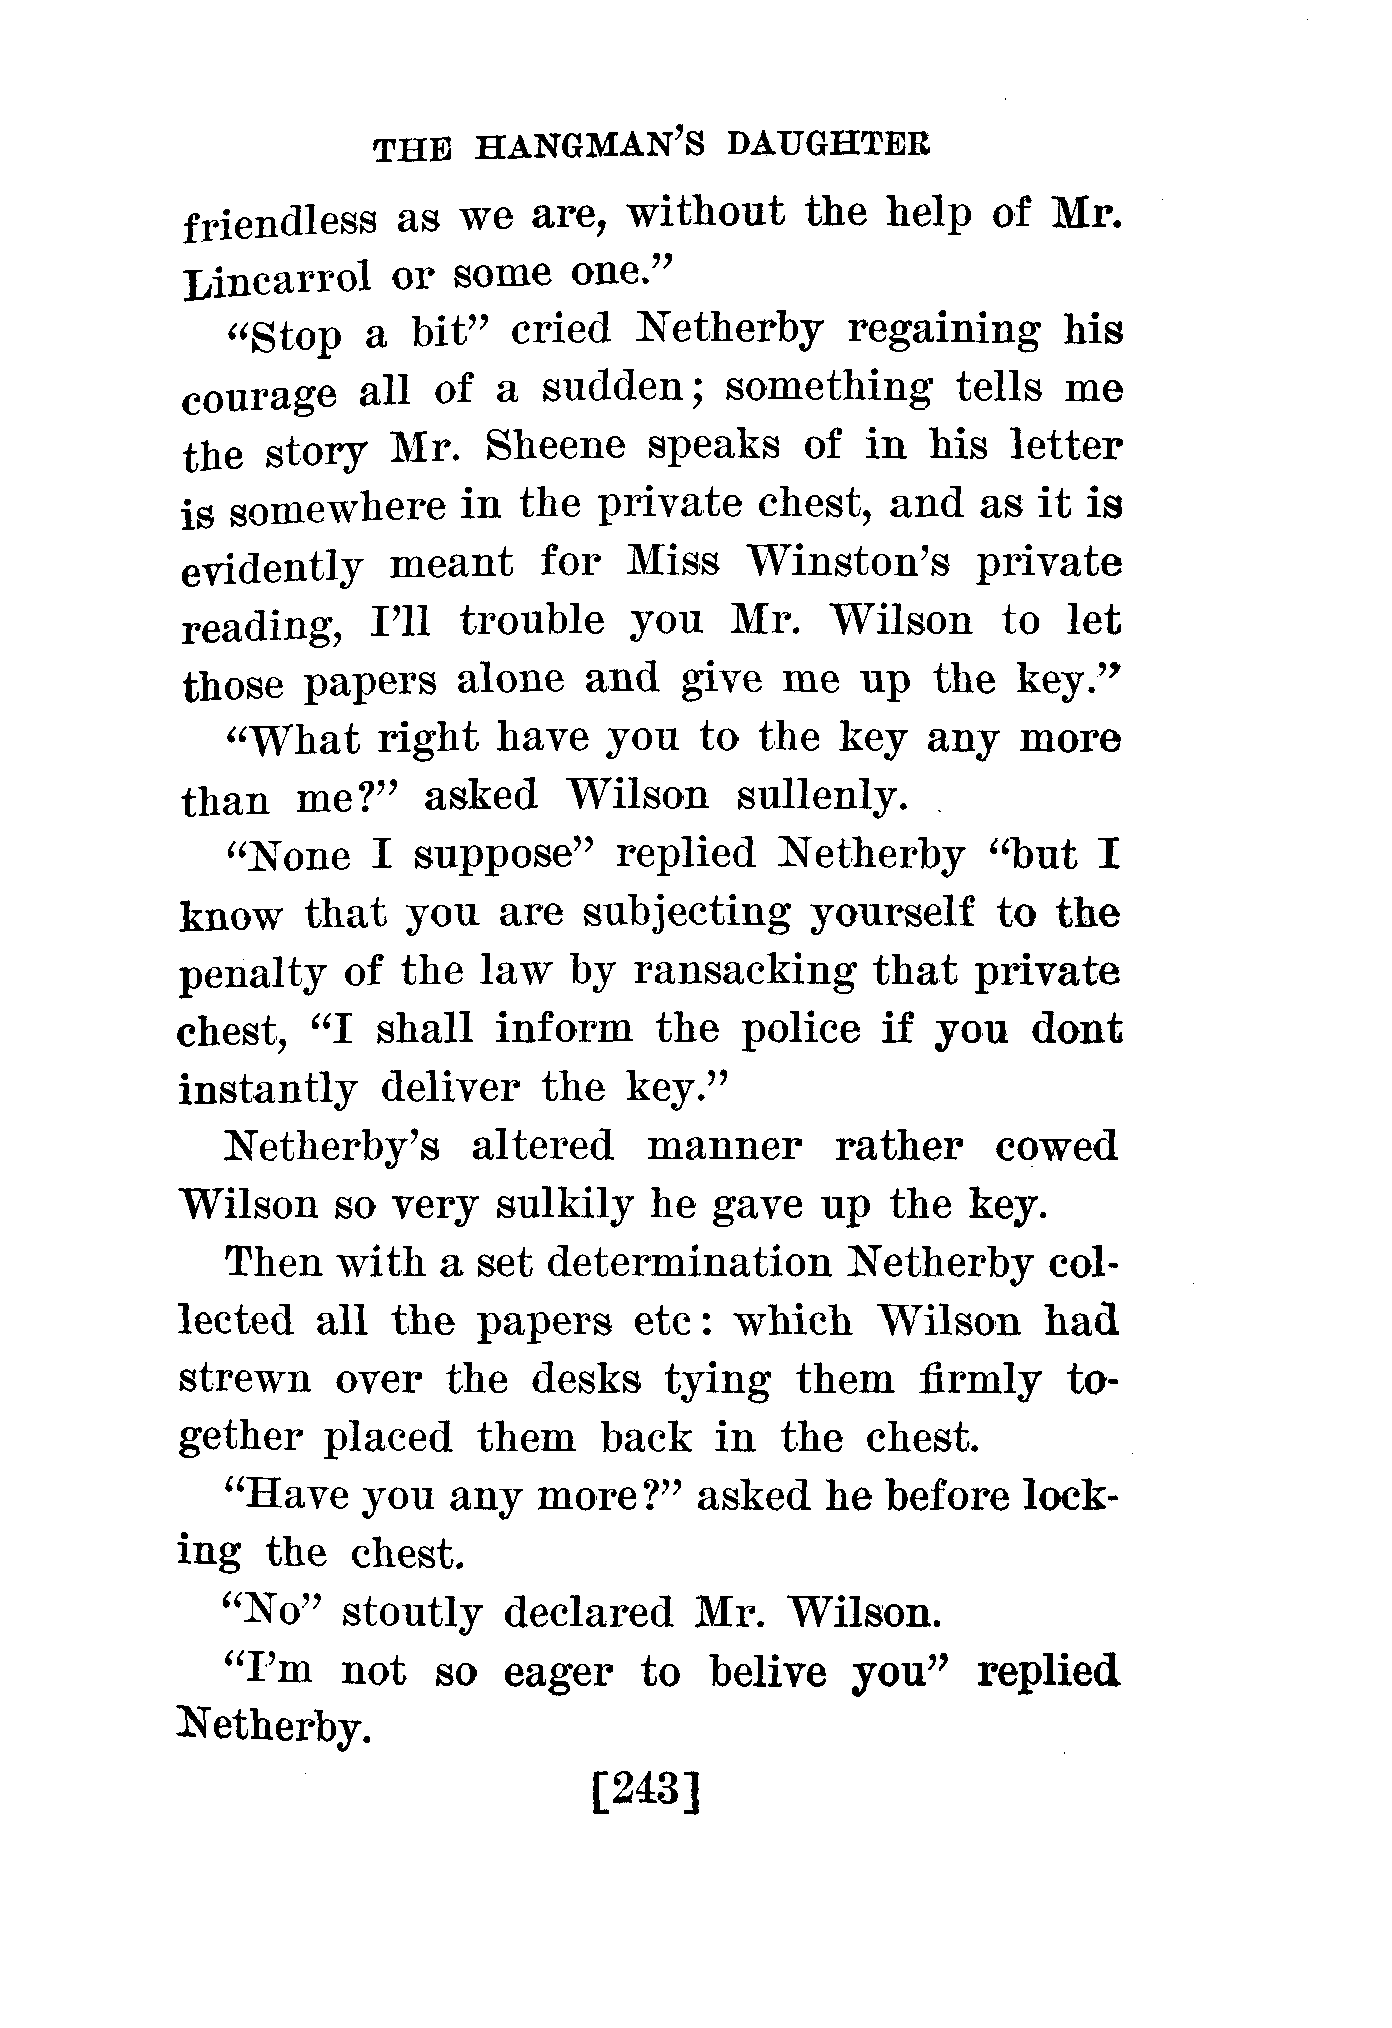 THE HANGMAN'S DAUGHTER
friendless as we are, without the help of Mr.
Lincarrol or some one."
"Stop a bit" cried Netherby regaining his
courage all of a sudden; something tells me
the story Mr. Sheene speaks of in his letter
is somewhere in the private chest, and as it is
evidently meant for Miss Winston's private
reading, I'll trouble you Mr. Wilson to let
those papers alone and give me up the key."
"What right have you to the key any more
than me?" asked Wilson sullenly.
"None I suppose" replied Netherby "but I
know that you are subjecting yourself to the
penalty of the law by ransacking that private
chest, "I shall inform the police if you dont
instantly deliver the key."
Netherby's altered manner rather cowed
Wilson so very sulkily he gave up the key.
Then with a set determination Netherby col-
lected all the papers etc: which Wilson had
strewn over the desks tying them firmly to-
gether placed them back in the chest.
"Have you any more?" asked he before lock-
ing the chest.
"No" stoutly declared Mr. Wilson.
"I'm not so eager to belive you" replied
Netherby.
[243]